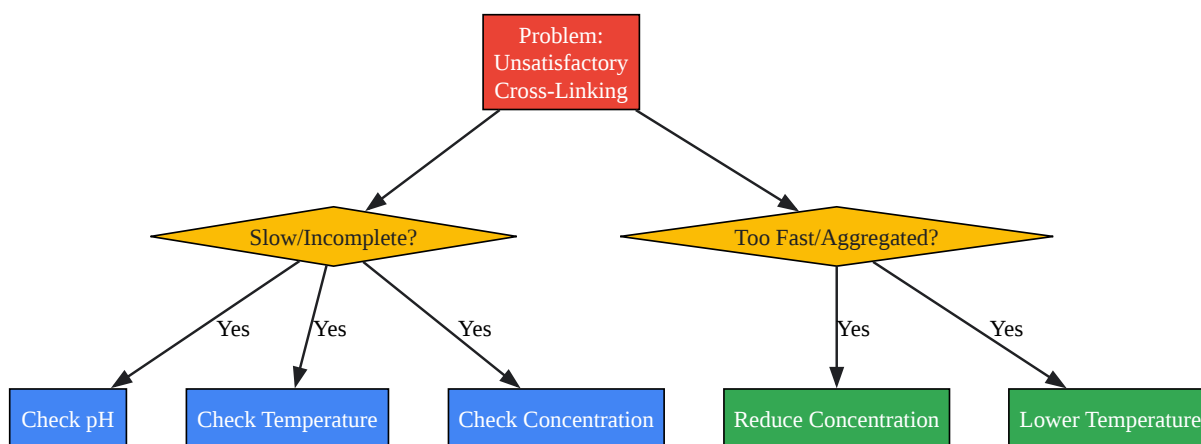 Problem:
Unsatisfactory
Cross-Linking
Slow/Incomplete?
Too Fast/Aggregated?
Yes
Yes
Yes
Yes
Yes
Check pH
Check Temperature
Check Concentration
Reduce Concentration
Lower Temperature